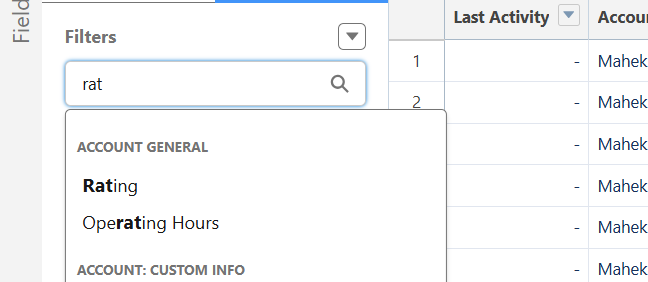 Field
Filters
rat
ACCOUNT GENERAL
Rating
Operating Hours
ACCOUNT: CUSTOM INFO
Last Activity Accou
1 - Mahek
2 - Mahek
- Mahek
- Mahek
- Mahek
- Mahek